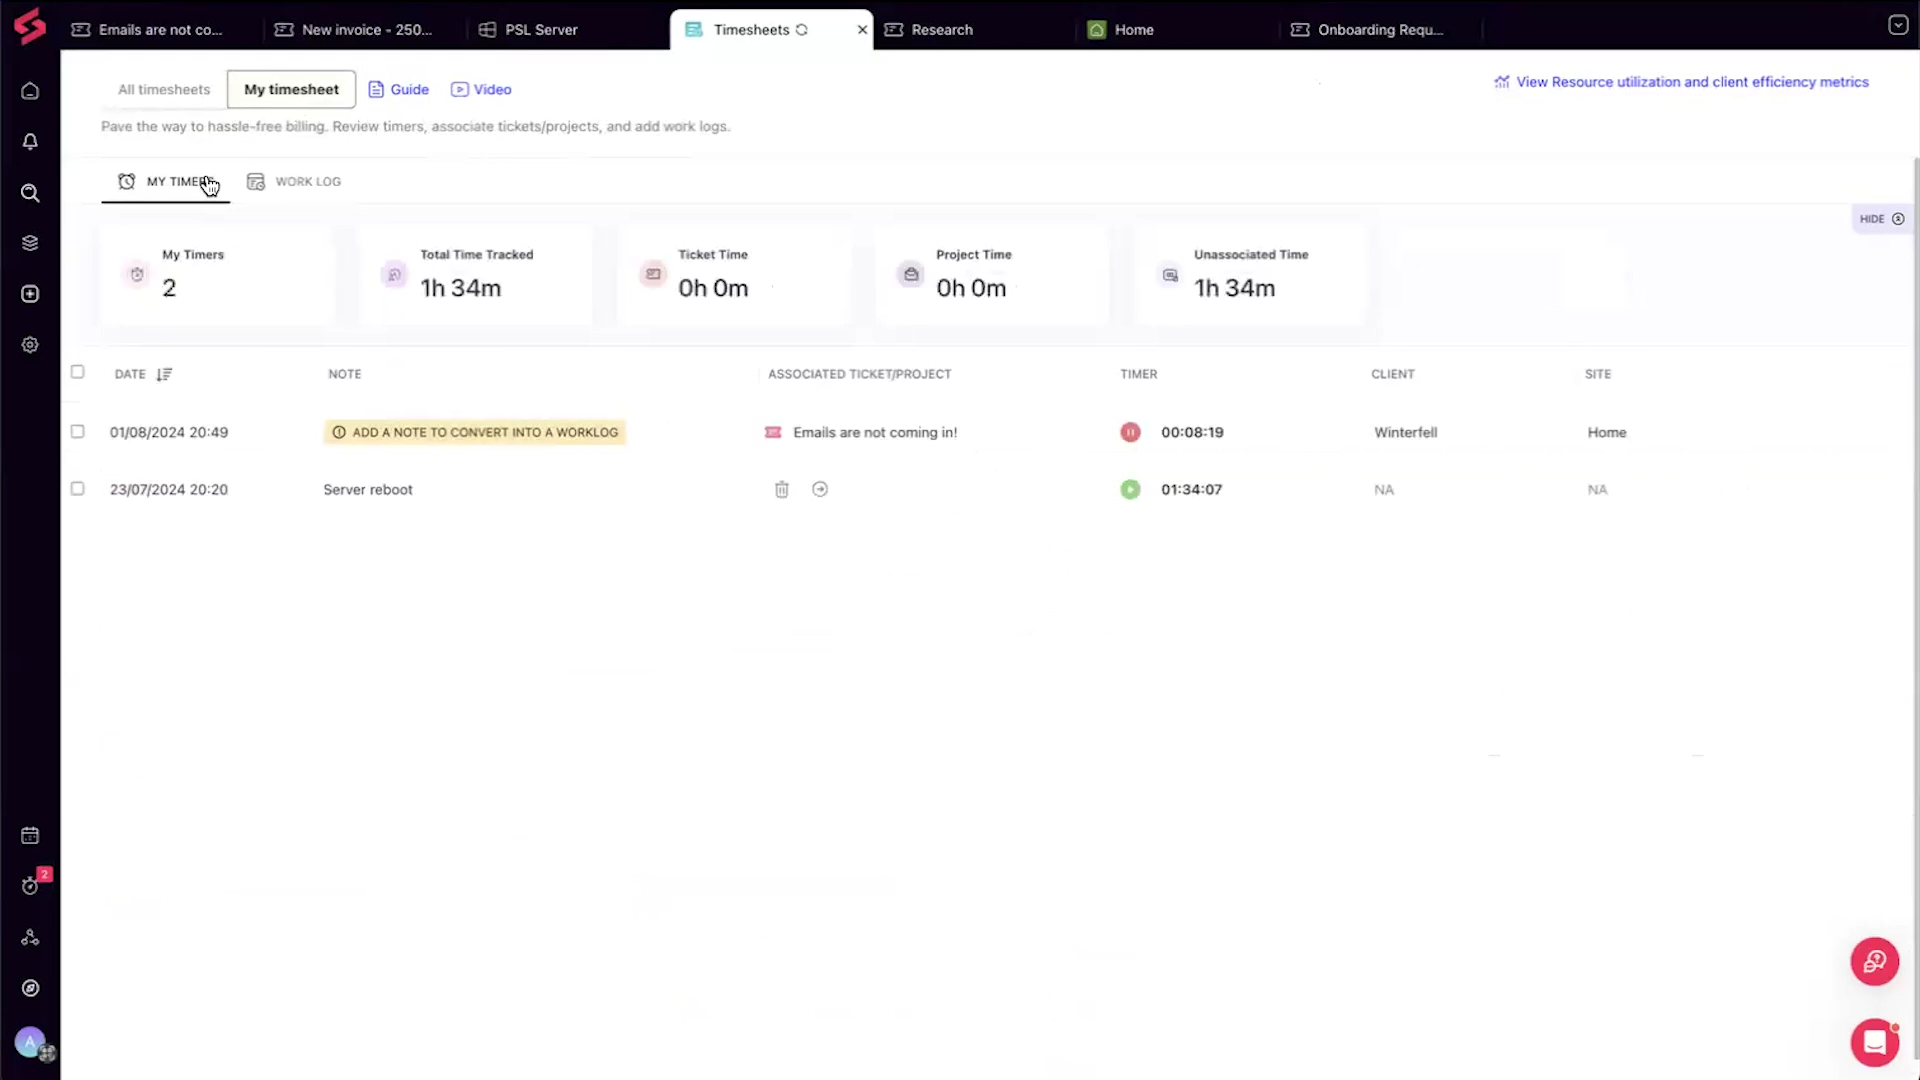 Emails are not co...
New invoice - 250...
PSL Server
Timesheets
Research
Home
Onboarding Requ...
All timesheets
My timesheet
Guide
Video
View Resource utilization and client efficiency metrics
Pave the way to hassle-free billing. Review timers, associate tickets/projects, and add work logs.
MY TIMERS
WORK LOG
HIDE
My Timers
2
Total Time Tracked
1h 34m
Ticket Time
0h 0m
Project Time
0h 0m
Unassociated Time
1h 34m
DATE NOTE ASSOCIATED TICKET/PROJECT TIMER CLIENT SITE
01/08/2024 20:49 ADD A NOTE TO CONVERT INTO A WORKLOG Emails are not coming in! 00:08:19 Winterfell Home
23/07/2024 20:20 Server reboot 01:34:07 NA NA
2
A